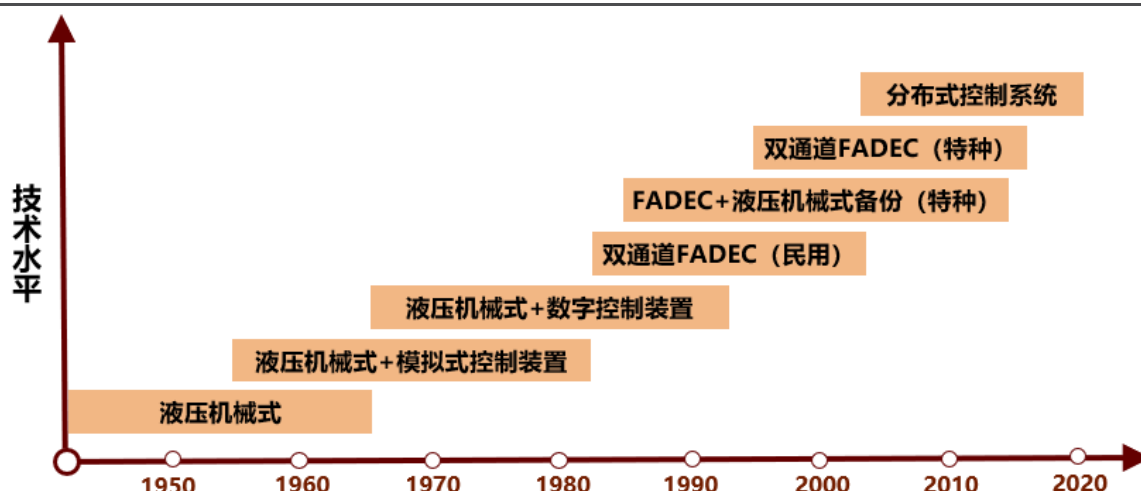 分布式控制系统
双通道FADEC（特种）
FADEC+液压机械式备份（特种）
双通道FADEC（民用）
液压机械式+数字控制装置
液压机械式+模拟式控制装置
液压机械式
技术水平
1950 1960 1970 1980 1990 2000 2010 2020